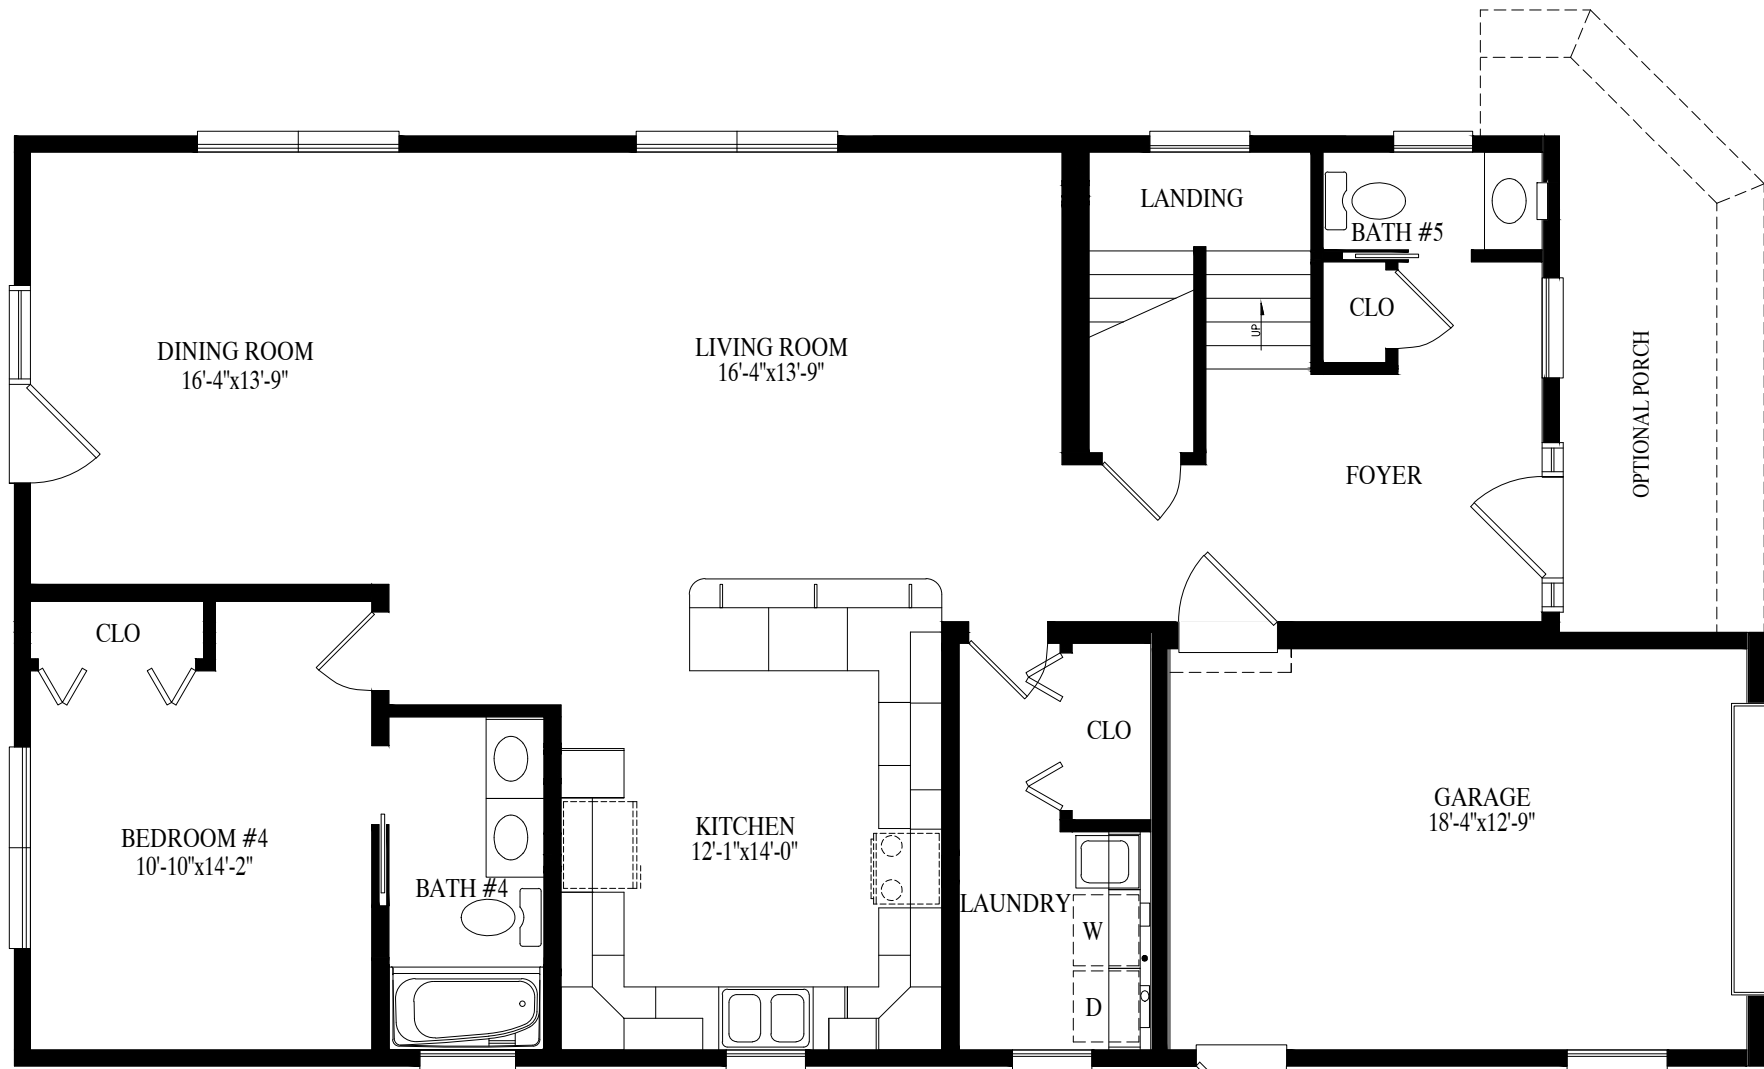 LANDING
BATH #5
CLO
UP
DINING ROOM
16'-4"x13'-9"
LIVING ROOM
16'-4"x13'-9"
OPTIONAL PORCH
FOYER
CLO
CLO
BEDROOM #4
10'-10"x14'-2"
BATH #4
KITCHEN
12'-1"x14'-0"
GARAGE
18'-4"x12'-9"
LAUNDRY
W
D